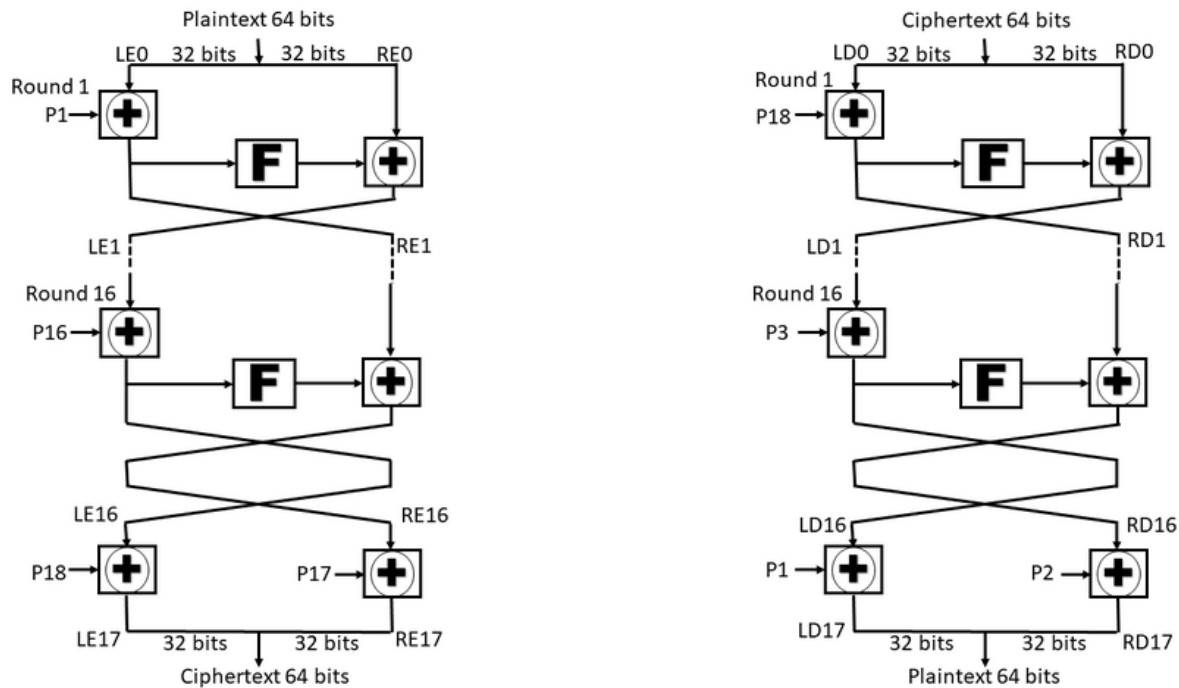 Plaintext 64 bits
LE0 32 bits 32 bits RE0
Round 1
P1
F
LE1 RE1
Round 16
P16
F
LE16 RE16
P18 P17
LE17 32 bits 32 bits RE17
Ciphertext 64 bits
Ciphertext 64 bits
LD0 32 bits 32 bits RD0
Round 1
P18
F
LD1 RD1
Round 16
P3
F
LD16 RD16
P1 P2
LD17 32 bits 32 bits RD17
Plaintext 64 bits